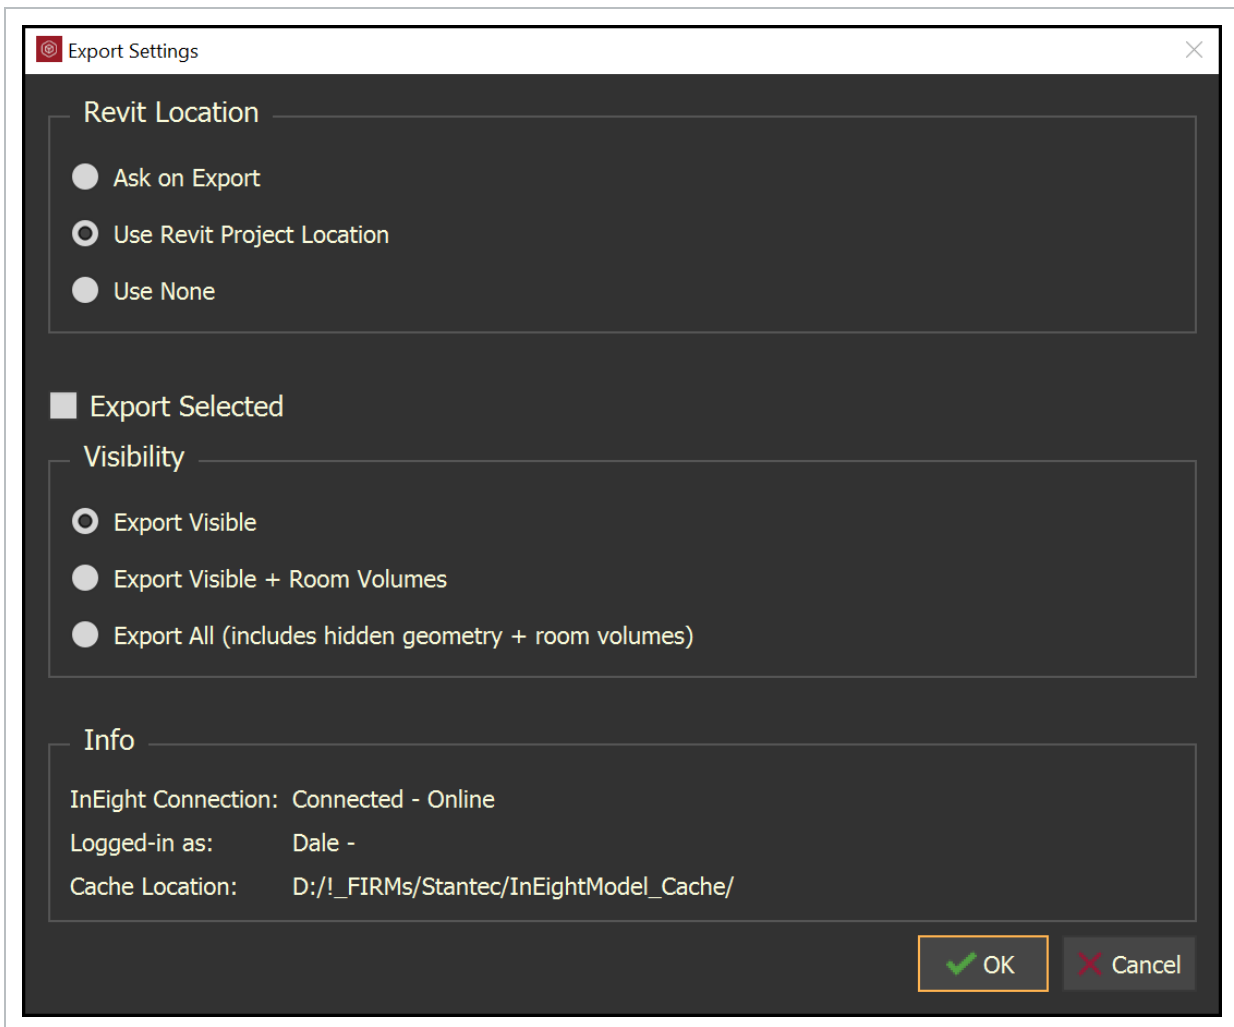 Export Settings
Revit Location
Ask on Export
Use Revit Project Location
Use None
Export Selected
Visibility
Export Visible
Export Visible + Room Volumes
Export All (includes hidden geometry + room volumes)
Info
InEight Connection: Connected - Online
Logged-in as: Dale -
Cache Location: D:/!_FIRMs/Stantec/InEightModel_Cache/
OK Cancel